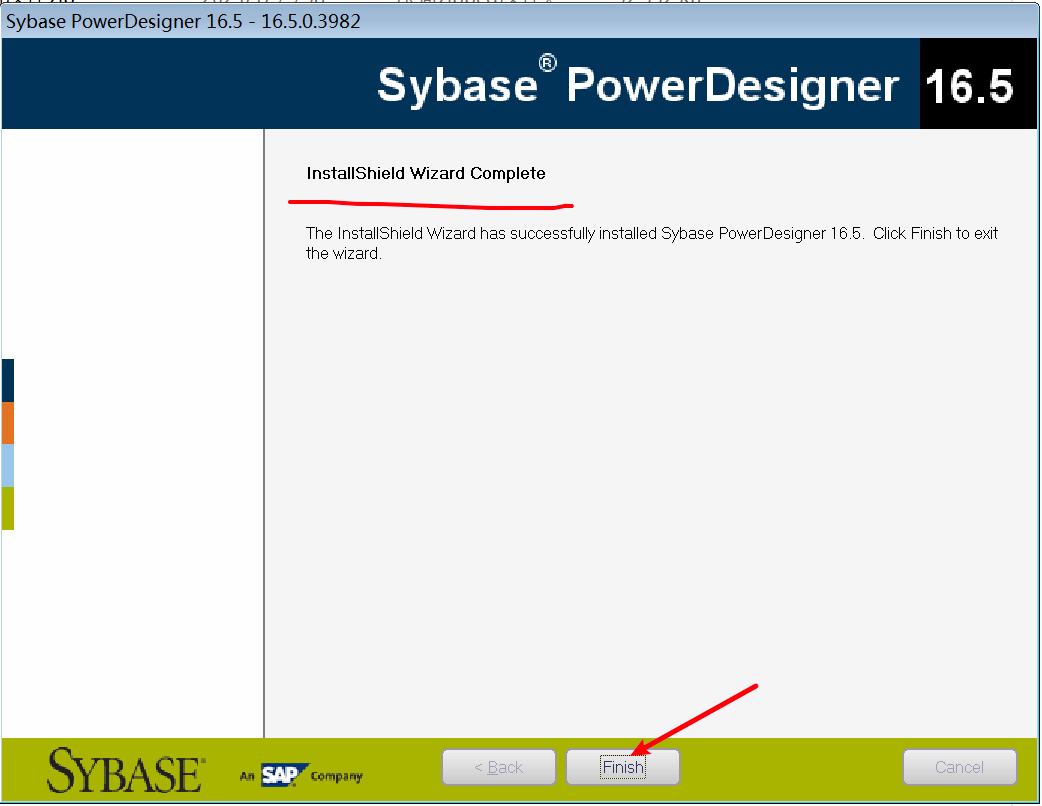 Sybase PowerDesigner 16.5 - 16.5.0.3982
Sybase® PowerDesigner 16.5
InstallShield Wizard Complete
The InstallShield Wizard has successfully installed Sybase PowerDesigner 16.5. Click Finish to exit
the wizard.
SYBASE An SAP Company
< Back Finish Cancel